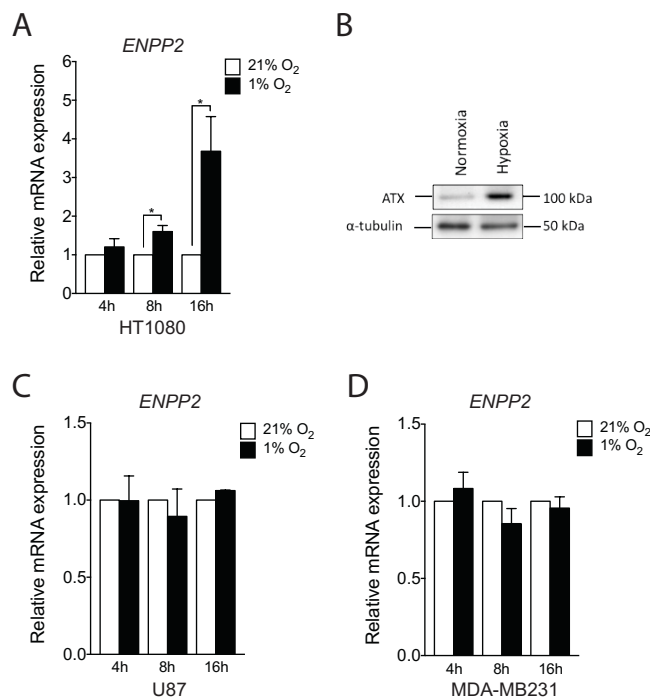 A
ENPP2
21% O₂
1% O₂
Relative mRNA expression
6
5
4
3
2
1
0
*
*
4h 8h 16h
HT1080
B
Normoxia
Hypoxia
ATX
100 kDa
α-tubulin
50 kDa
C
ENPP2
21% O₂
1% O₂
Relative mRNA expression
1.5
1.0
0.5
0.0
4h 8h 16h
U87
D
ENPP2
21% O₂
1% O₂
Relative mRNA expression
1.5
1.0
0.5
0.0
4h 8h 16h
MDA-MB231